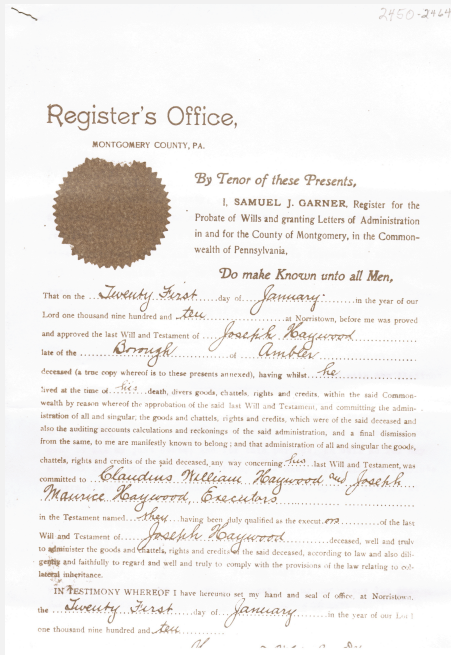 2450-2464
Register's Office,
MONTGOMERY COUNTY, PA.
By Tenor of these Presents,
I, SAMUEL J. GARNER, Register for the
Probate of Wills and granting Letters of Administration
in and for the County of Montgomery, in the Common-
wealth of Pennsylvania,
Do make Known unto all Men,
That on the Twenty First day of January in the year of our
Lord one thousand nine hundred and ten at Norristown, before me was proved
and approved the last Will and Testament of Joseph Haywood
late of the Borough of Ambler
deceased (a true copy whereof is to these presents annexed), having whilst he
lived at the time of his death, divers goods, chattels, rights and credits, within the said Common-
wealth by reason whereof the approbation of the said last Will and Testament, and committing the admin-
istration of all and singular, the goods and chattels, rights and credits, which were of the said deceased and
also the auditing accounts calculations and reckonings of the said administration, and a final dismission
from the same, to me are manifestly known to belong; and that administration of all and singular the goods,
chattels, rights and credits of the said deceased, any way concerning his last Will and Testament, was
committed to Claudius William Haywood and Joseph
Maurice Haywood, Executors
in the Testament named they having been duly qualified as the execut ors of the last
Will and Testament of Joseph Haywood deceased, well and truly
to administer the goods and chattels, rights and credits of the said deceased, according to law and also dili-
gently and faithfully to regard and well and truly to comply with the provisions of the law relating to col-
lateral inheritance.
IN TESTIMONY WHEREOF I have hereunto set my hand and seal of office, at Norristown,
the Twenty First day of January in the year of our Lord
one thousand nine hundred and ten